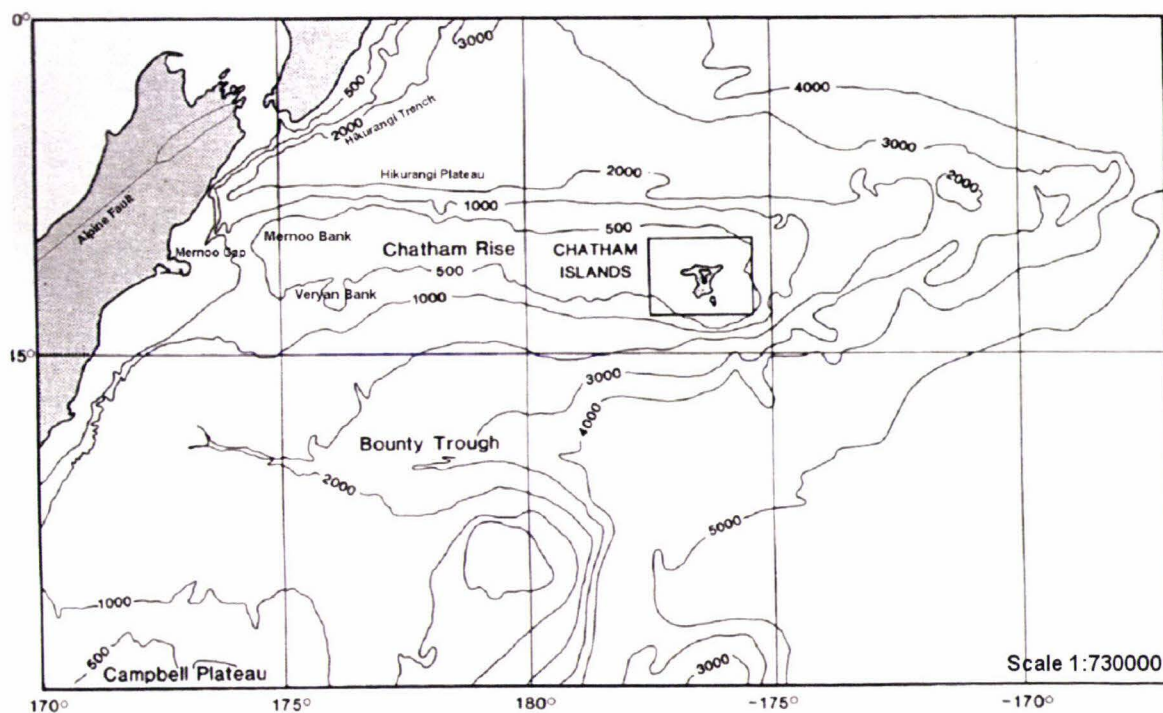 0°
3000
500
4000
2000
Hikurangi Trench
3000
Hikurangi Plateau
2000
2000
1000
Alpine Fault
500
Mernoo Bank
Mernoo Gap
Chatham Rise
CHATHAM
ISLANDS
500
Veryan Bank
1000
15°
3000
4000
Bounty Trough
2000
5000
1000
500
3000
Scale 1:730000
Campbell Plateau
170°
175°
180°
-175°
-170°